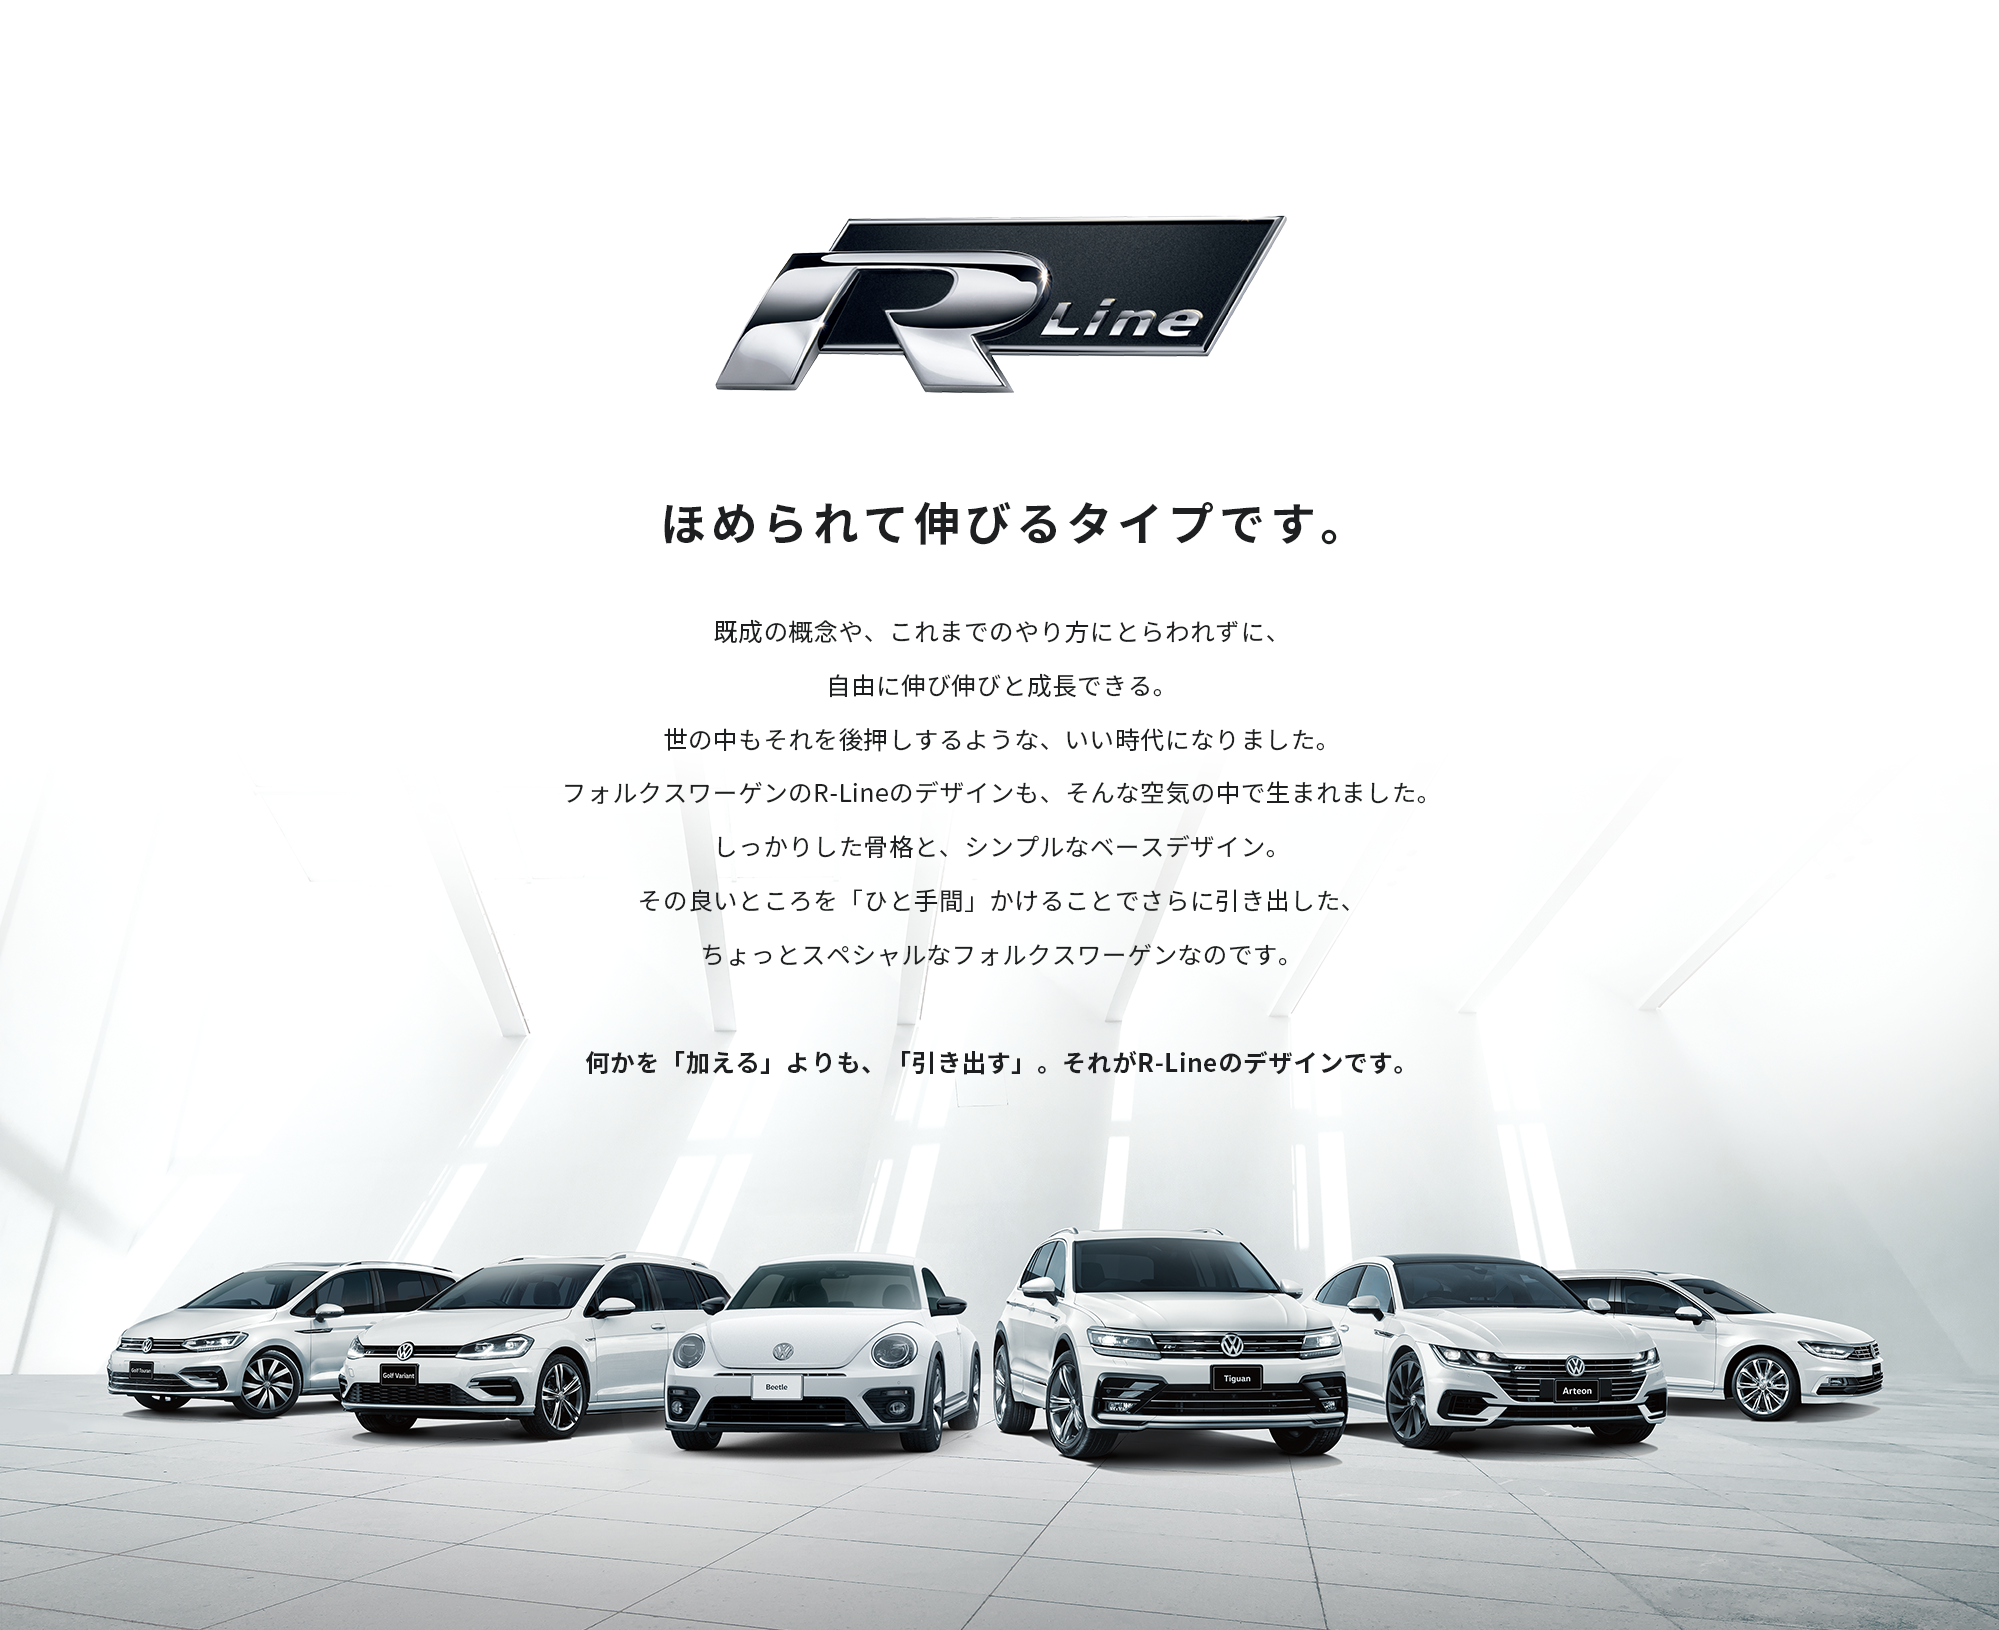 R Line
ほめられて伸びるタイプです。
既成の概念や、これまでのやり方にとらわれずに、
自由に伸び伸びと成長できる。
世の中もそれを後押しするような、いい時代になりました。
フォルクスワーゲンのR-Lineのデザインも、そんな空気の中で生まれました。
しっかりした骨格と、シンプルなベースデザイン。
その良いところを「ひと手間」かけることでさらに引き出した、
ちょっとスペシャルなフォルクスワーゲンなのです。
何かを「加える」よりも、「引き出す」。それがR-Lineのデザインです。
Golf Touran
Golf Variant
Beetle
Tiguan
Arteon